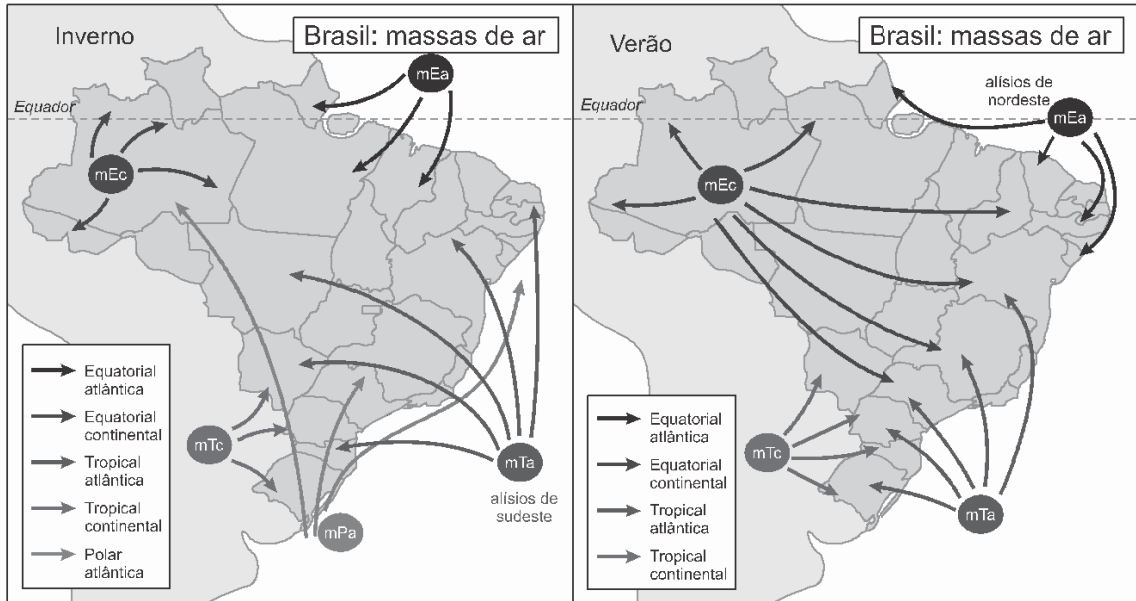 Inverno
Brasil: massas de ar
mEa
Equador
mEc
mTc
mTa
alísios de
sudeste
mPa
Equatorial
atlântica
Equatorial
continental
Tropical
atlântica
Tropical
continental
Polar
atlântica
Verão
Brasil: massas de ar
alísios de
nordeste
Equador
mEa
mEc
mTc
mTa
Equatorial
atlântica
Equatorial
continental
Tropical
atlântica
Tropical
continental